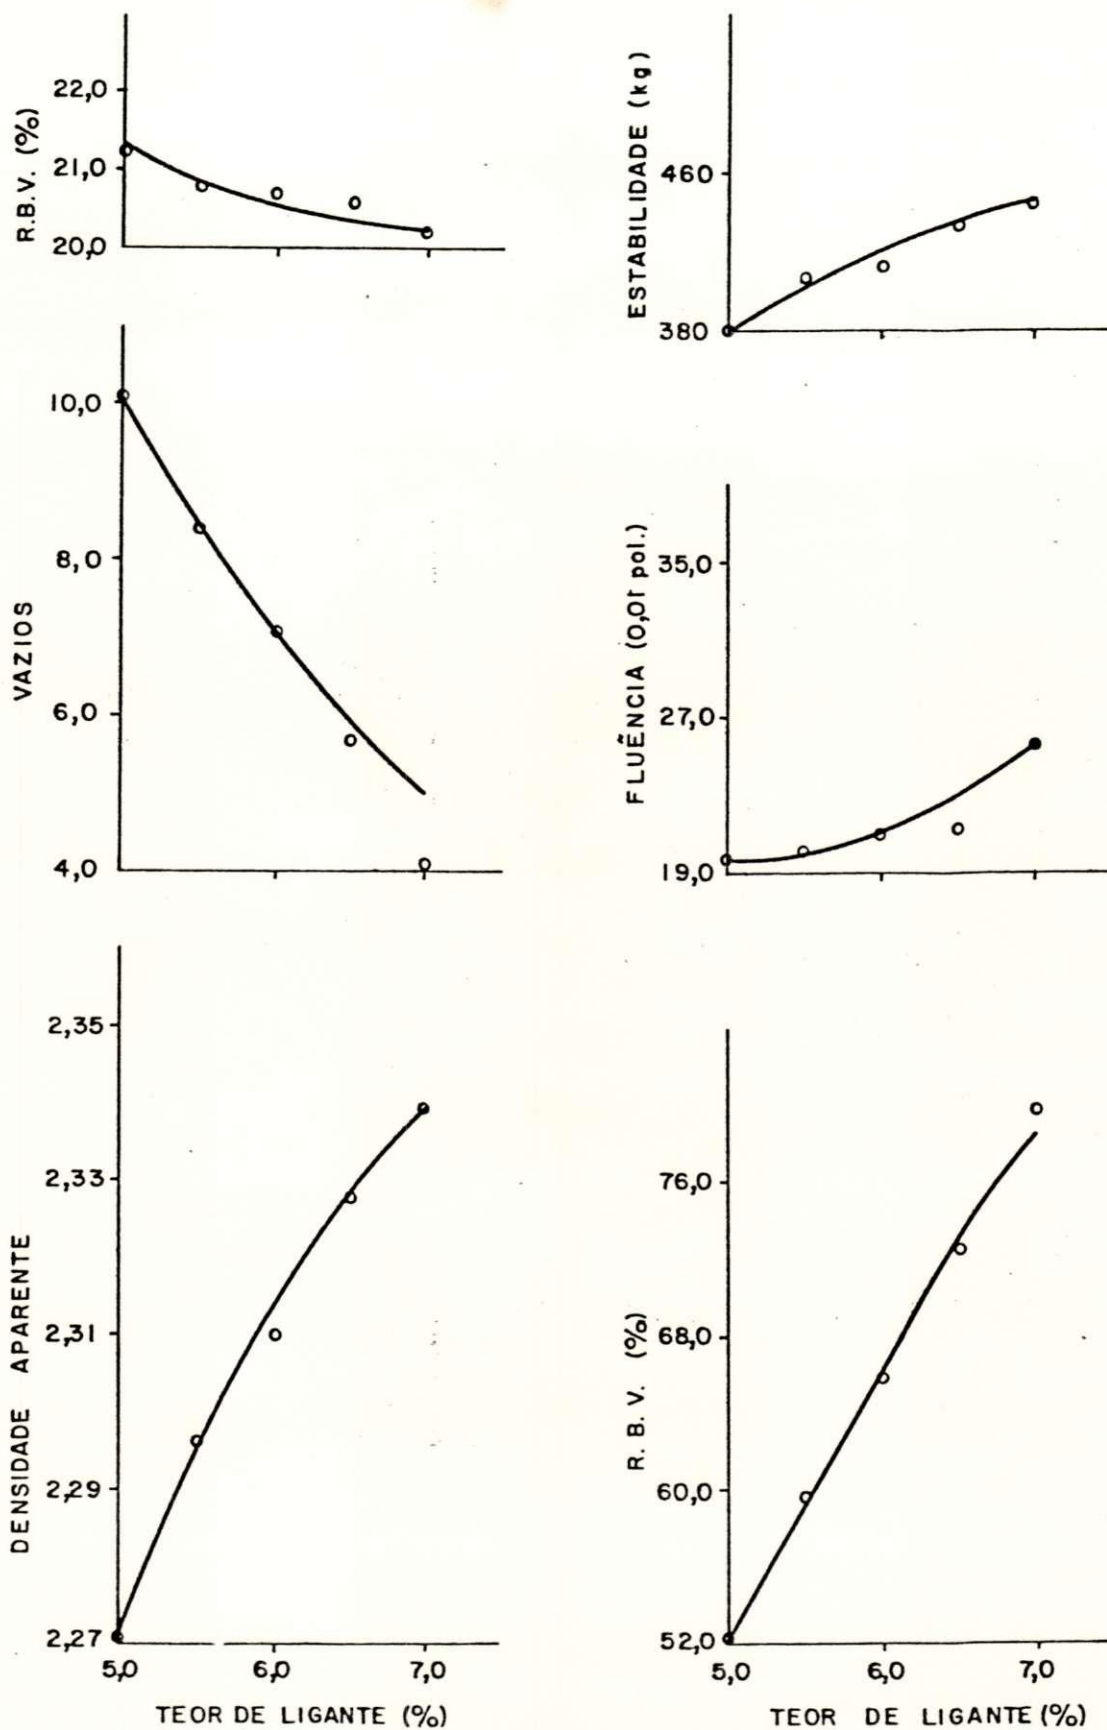 R.B.V. (%)
22,0
21,0
20,0
VAZIOS
10,0
8,0
6,0
4,0
DENSIDADE APARENTE
2,35
2,33
2,31
2,29
2,27
5,0 6,0 7,0
TEOR DE LIGANTE (%)
ESTABILIDADE (kg)
460
380
FLUÊNCIA (0,01 pol.)
35,0
27,0
19,0
R. B. V. (%)
76,0
68,0
60,0
52,0
5,0 6,0 7,0
TEOR DE LIGANTE (%)